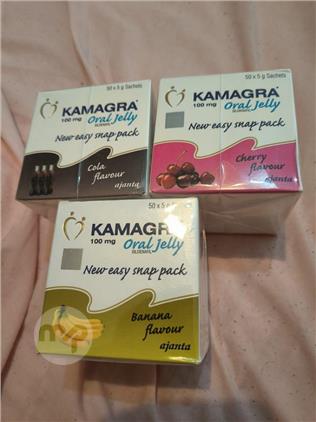 50 x 5 g Sachets
KAMAGRA®
100 mg Oral Jelly
New easy snap pack
Cola
flavour
ajanta
50 x 5 g Sachets
KAMAGRA®
100 mg Oral Jelly
New easy snap pack
Cherry
flavour
ajanta
50 x 5 g Sachets
KAMAGRA
100 mg Oral Jelly
New easy snap pack
Banana
flavour
ajanta